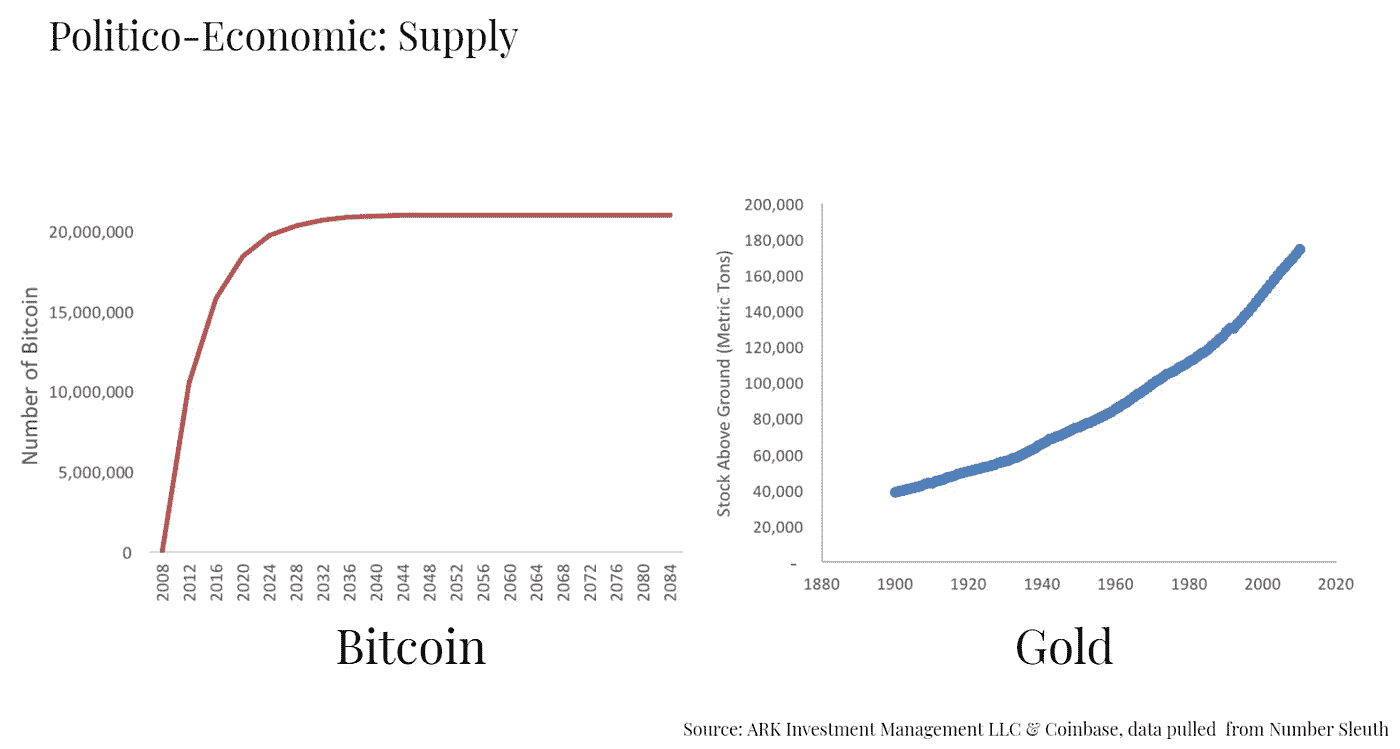 Politico-Economic: Supply
Number of Bitcoin
20,000,000
15,000,000
10,000,000
5,000,000
0
2008 2012 2016 2020 2024 2028 2032 2036 2040 2044 2048 2052 2056 2060 2064 2068 2072 2076 2080 2084
Bitcoin
Stock Above Ground (Metric Tons)
200,000
180,000
160,000
140,000
120,000
100,000
80,000
60,000
40,000
20,000
-
1880 1900 1920 1940 1960 1980 2000 2020
Gold
Source: ARK Investment Management LLC & Coinbase, data pulled from Number Sleuth